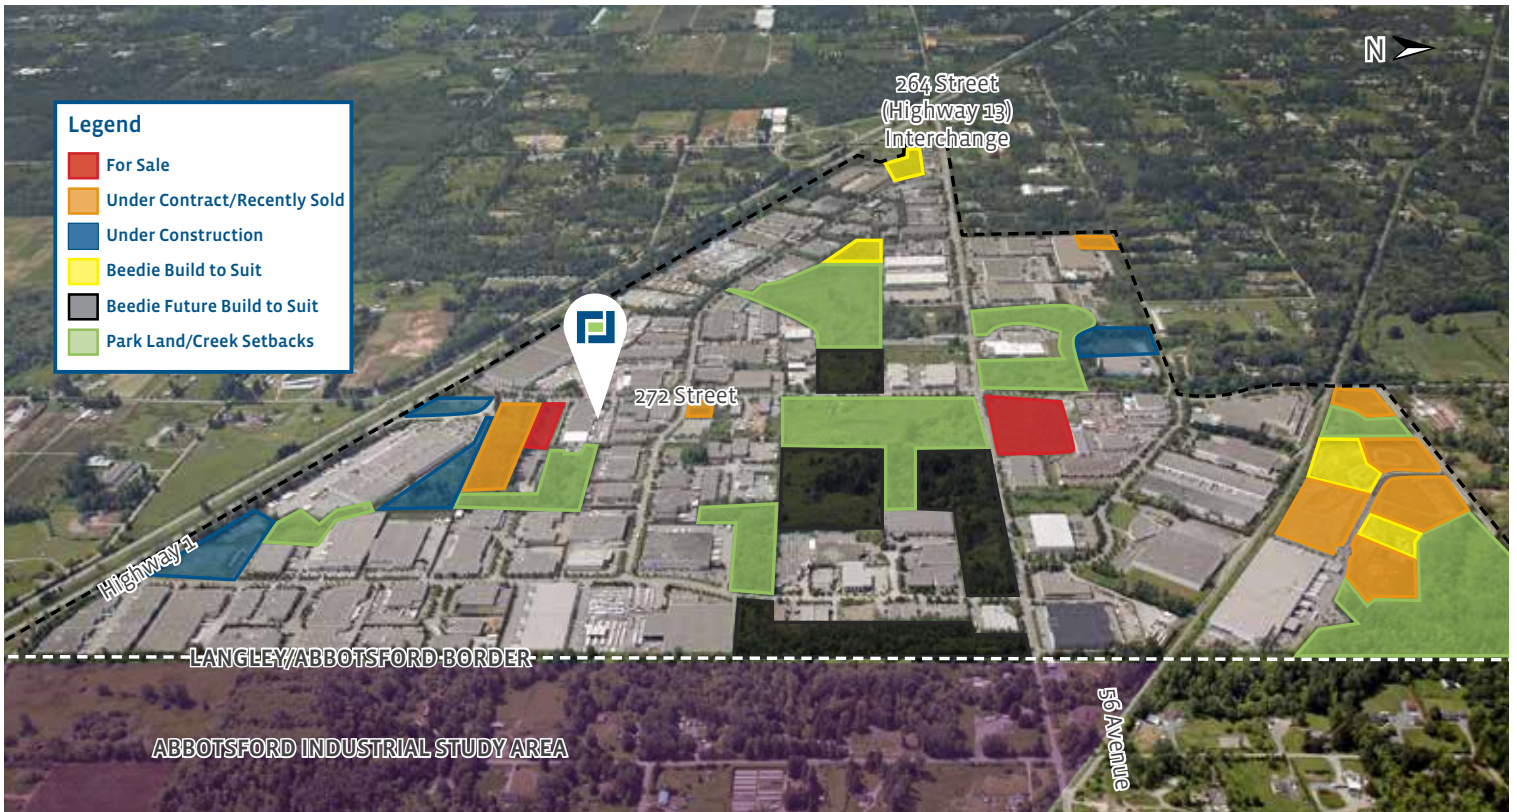 N
264 Street
(Highway 13)
Interchange
Legend
For Sale
Under Contract/Recently Sold
Under Construction
Beedie Build to Suit
Beedie Future Build to Suit
Park Land/Creek Setbacks
272 Street
Highway 1
LANGLEY/ABBOTSFORD BORDER
56 Avenue
ABBOTSFORD INDUSTRIAL STUDY AREA